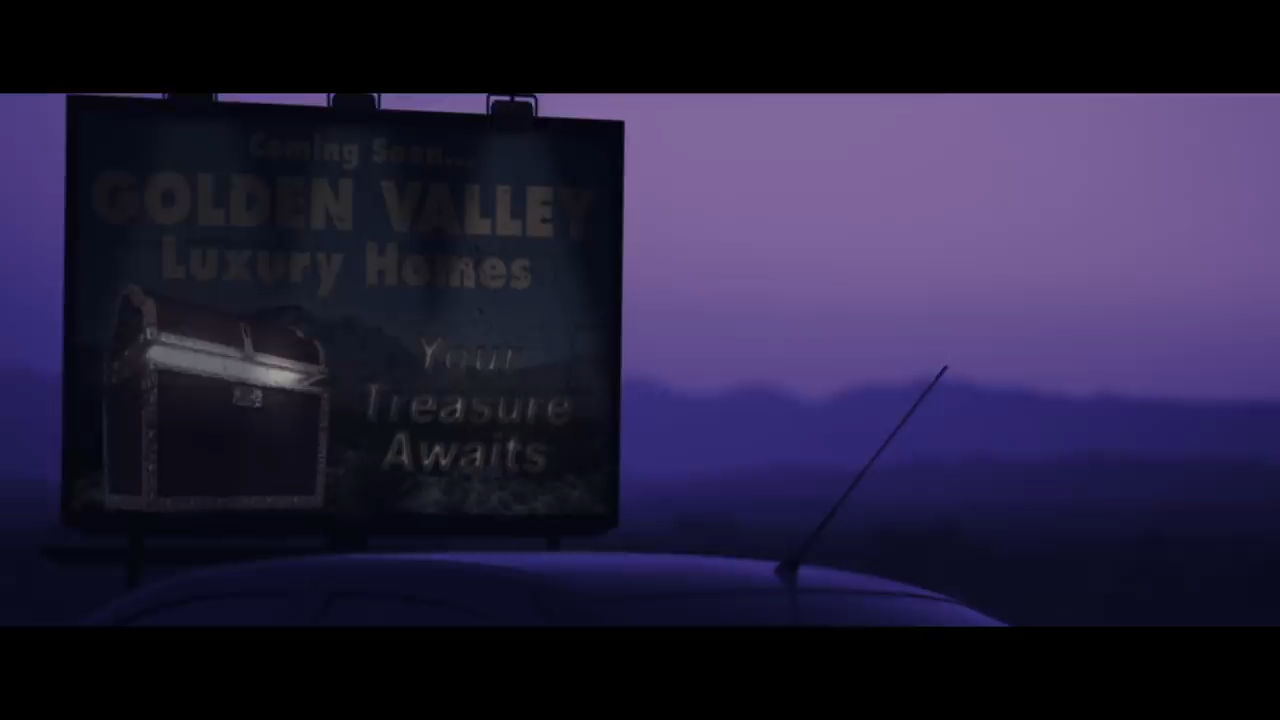 Coming Soon...
GOLDEN VALLEY
Luxury Homes
Your
Treasure
Awaits